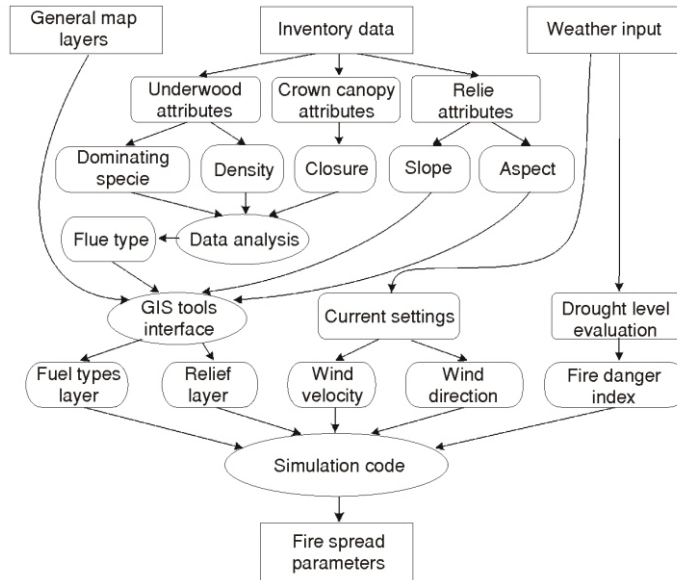 General map
layers
Inventory data
Weather input
Underwood
attributes
Crown canopy
attributes
Relie
attributes
Dominating
specie
Density
Closure
Slope
Aspect
Flue type
Data analysis
GIS tools
interface
Current settings
Drought level
evaluation
Fuel types
layer
Relief
layer
Wind
velocity
Wind
direction
Fire danger
index
Simulation code
Fire spread
parameters